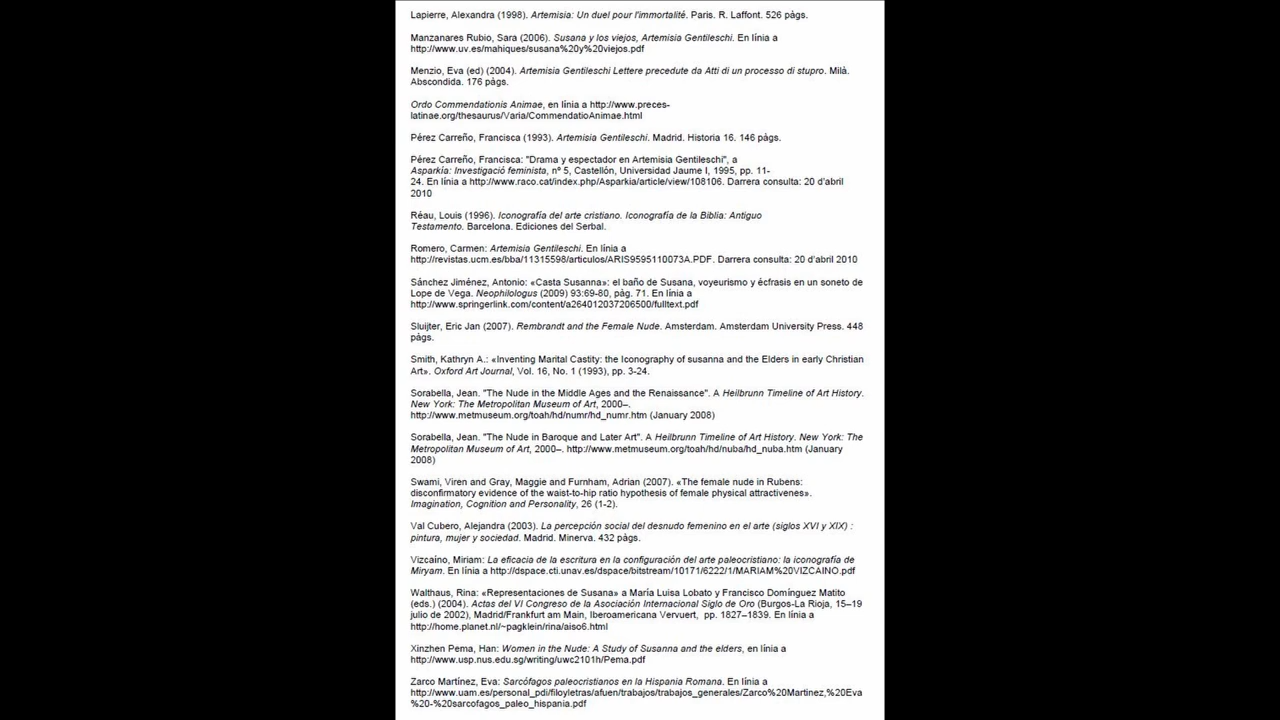 Lapierre, Alexandra (1998). Artemisia: Un duel pour l'immortalité. Paris. R. Laffont. 526 pàgs.
Manzanares Rubio, Sara (2006). Susana y los viejos, Artemisia Gentileschi. En línia a
http://www.uv.es/mahiques/susana%20y%20viejos.pdf
Menzio, Eva (ed) (2004). Artemisia Gentileschi Lettere precedute da Atti di un processo di stupro. Milà.
Abscondida. 176 pàgs.
Ordo Commendationis Animae, en línia a http://www.preces-
latinae.org/thesaurus/Varia/CommendatioAnimae.html
Pérez Carreño, Francisca (1993). Artemisia Gentileschi. Madrid. Historia 16. 146 pàgs.
Pérez Carreño, Francisca: "Drama y espectador en Artemisia Gentileschi", a
Asparkía: Investigació feminista, nº 5, Castellón, Universidad Jaume I, 1995, pp. 11-
24. En línia a http://www.raco.cat/index.php/Asparkia/article/view/108106. Darrera consulta: 20 d'abril
2010
Réau, Louis (1996). Iconografía del arte cristiano. Iconografía de la Biblia: Antiguo
Testamento. Barcelona. Ediciones del Serbal.
Romero, Carmen: Artemisia Gentileschi. En línia a
http://revistas.ucm.es/bba/11315598/articulos/ARIS9595110073A.PDF. Darrera consulta: 20 d'abril 2010
Sánchez Jiménez, Antonio: «Casta Susanna»: el baño de Susana, voyeurismo y écfrasis en un soneto de
Lope de Vega. Neophilologus (2009) 93:69-80, pàg. 71. En línia a
http://www.springerlink.com/content/a264012037206500/fulltext.pdf
Sluijter, Eric Jan (2007). Rembrandt and the Female Nude. Amsterdam. Amsterdam University Press. 448
pàgs.
Smith, Kathryn A.: «Inventing Marital Castity: the Iconography of susanna and the Elders in early Christian
Art». Oxford Art Journal, Vol. 16, No. 1 (1993), pp. 3-24.
Sorabella, Jean. "The Nude in the Middle Ages and the Renaissance". A Heilbrunn Timeline of Art History.
New York: The Metropolitan Museum of Art, 2000–.
http://www.metmuseum.org/toah/hd/numr/hd_numr.htm (January 2008)
Sorabella, Jean. "The Nude in Baroque and Later Art". A Heilbrunn Timeline of Art History. New York: The
Metropolitan Museum of Art, 2000–. http://www.metmuseum.org/toah/hd/nuba/hd_nuba.htm (January
2008)
Swami, Viren and Gray, Maggie and Furnham, Adrian (2007). «The female nude in Rubens:
disconfirmatory evidence of the waist-to-hip ratio hypothesis of female physical attractivenes».
Imagination, Cognition and Personality, 26 (1-2).
Val Cubero, Alejandra (2003). La percepción social del desnudo femenino en el arte (siglos XVI y XIX) :
pintura, mujer y sociedad. Madrid. Minerva. 432 pàgs.
Vizcaíno, Miriam: La eficacia de la escritura en la configuración del arte paleocristiano: la iconografía de
Miryam. En línia a http://dspace.cti.unav.es/dspace/bitstream/10171/6222/1/MARIAM%20VIZCAINO.pdf
Walthaus, Rina: «Representaciones de Susana» a María Luisa Lobato y Francisco Domínguez Matito
(eds.) (2004). Actas del VI Congreso de la Asociación Internacional Siglo de Oro (Burgos-La Rioja, 15–19
julio de 2002), Madrid/Frankfurt am Main, Iberoamericana Vervuert, pp. 1827–1839. En línia a
http://home.planet.nl/~pagklein/rina/aiso6.html
Xinzhen Pema, Han: Women in the Nude: A Study of Susanna and the elders, en línia a
http://www.usp.nus.edu.sg/writing/uwc2101h/Pema.pdf
Zarco Martínez, Eva: Sarcófagos paleocristianos en la Hispania Romana. En línia a
http://www.uam.es/personal_pdi/filoyletras/afuen/trabajos/trabajos_generales/Zarco%20Martinez,%20Eva
%20-%20sarcofagos_paleo_hispania.pdf